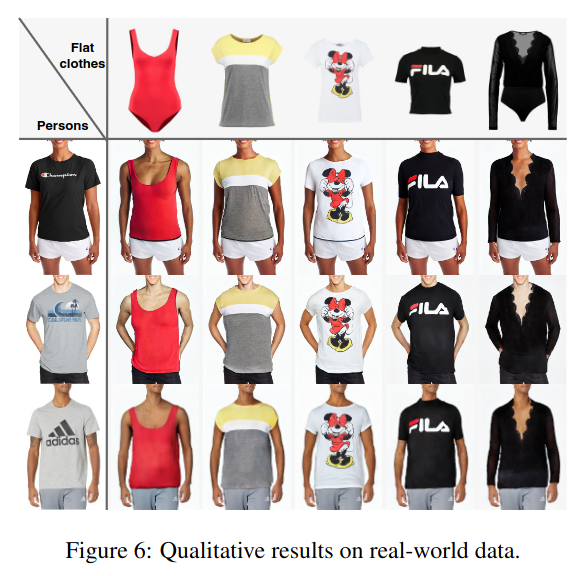 Flat
clothes
Persons
FILA
Champion
FILA
FILA
adidas
FILA
Figure 6: Qualitative results on real-world data.